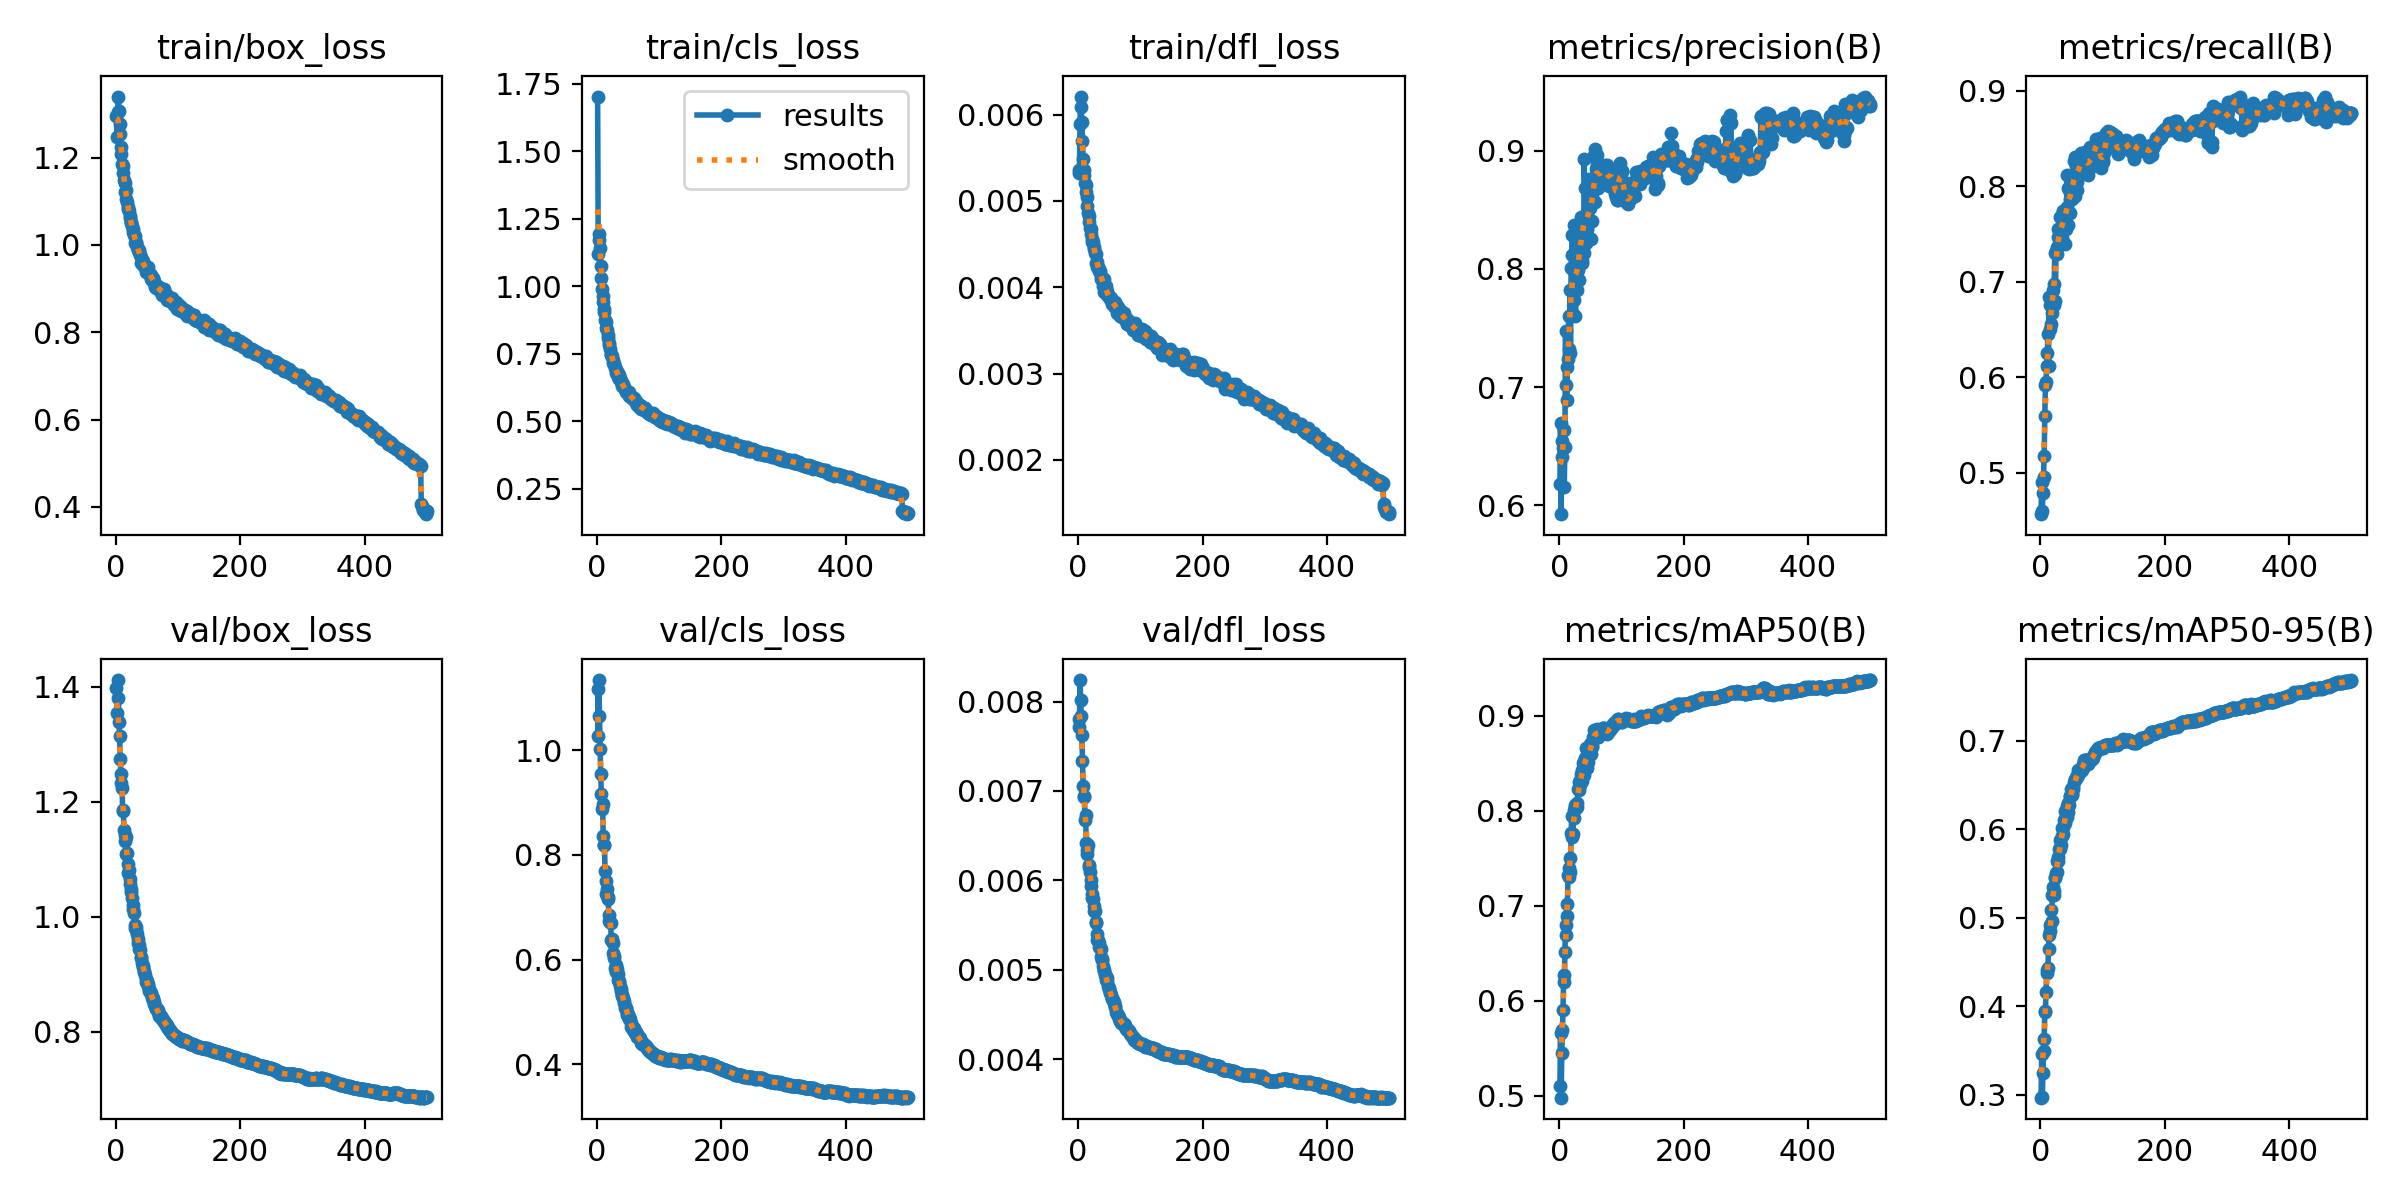 train/box_loss
1.2
1.0
0.8
0.6
0.4
0 200 400
train/cls_loss
results
smooth
1.75
1.50
1.25
1.00
0.75
0.50
0.25
0 200 400
train/dfl_loss
0.006
0.005
0.004
0.003
0.002
0 200 400
metrics/precision(B)
0.9
0.8
0.7
0.6
0 200 400
metrics/recall(B)
0.9
0.8
0.7
0.6
0.5
0 200 400
val/box_loss
1.4
1.2
1.0
0.8
0 200 400
val/cls_loss
1.0
0.8
0.6
0.4
0 200 400
val/dfl_loss
0.008
0.007
0.006
0.005
0.004
0 200 400
metrics/mAP50(B)
0.9
0.8
0.7
0.6
0.5
0 200 400
metrics/mAP50-95(B)
0.7
0.6
0.5
0.4
0.3
0 200 400